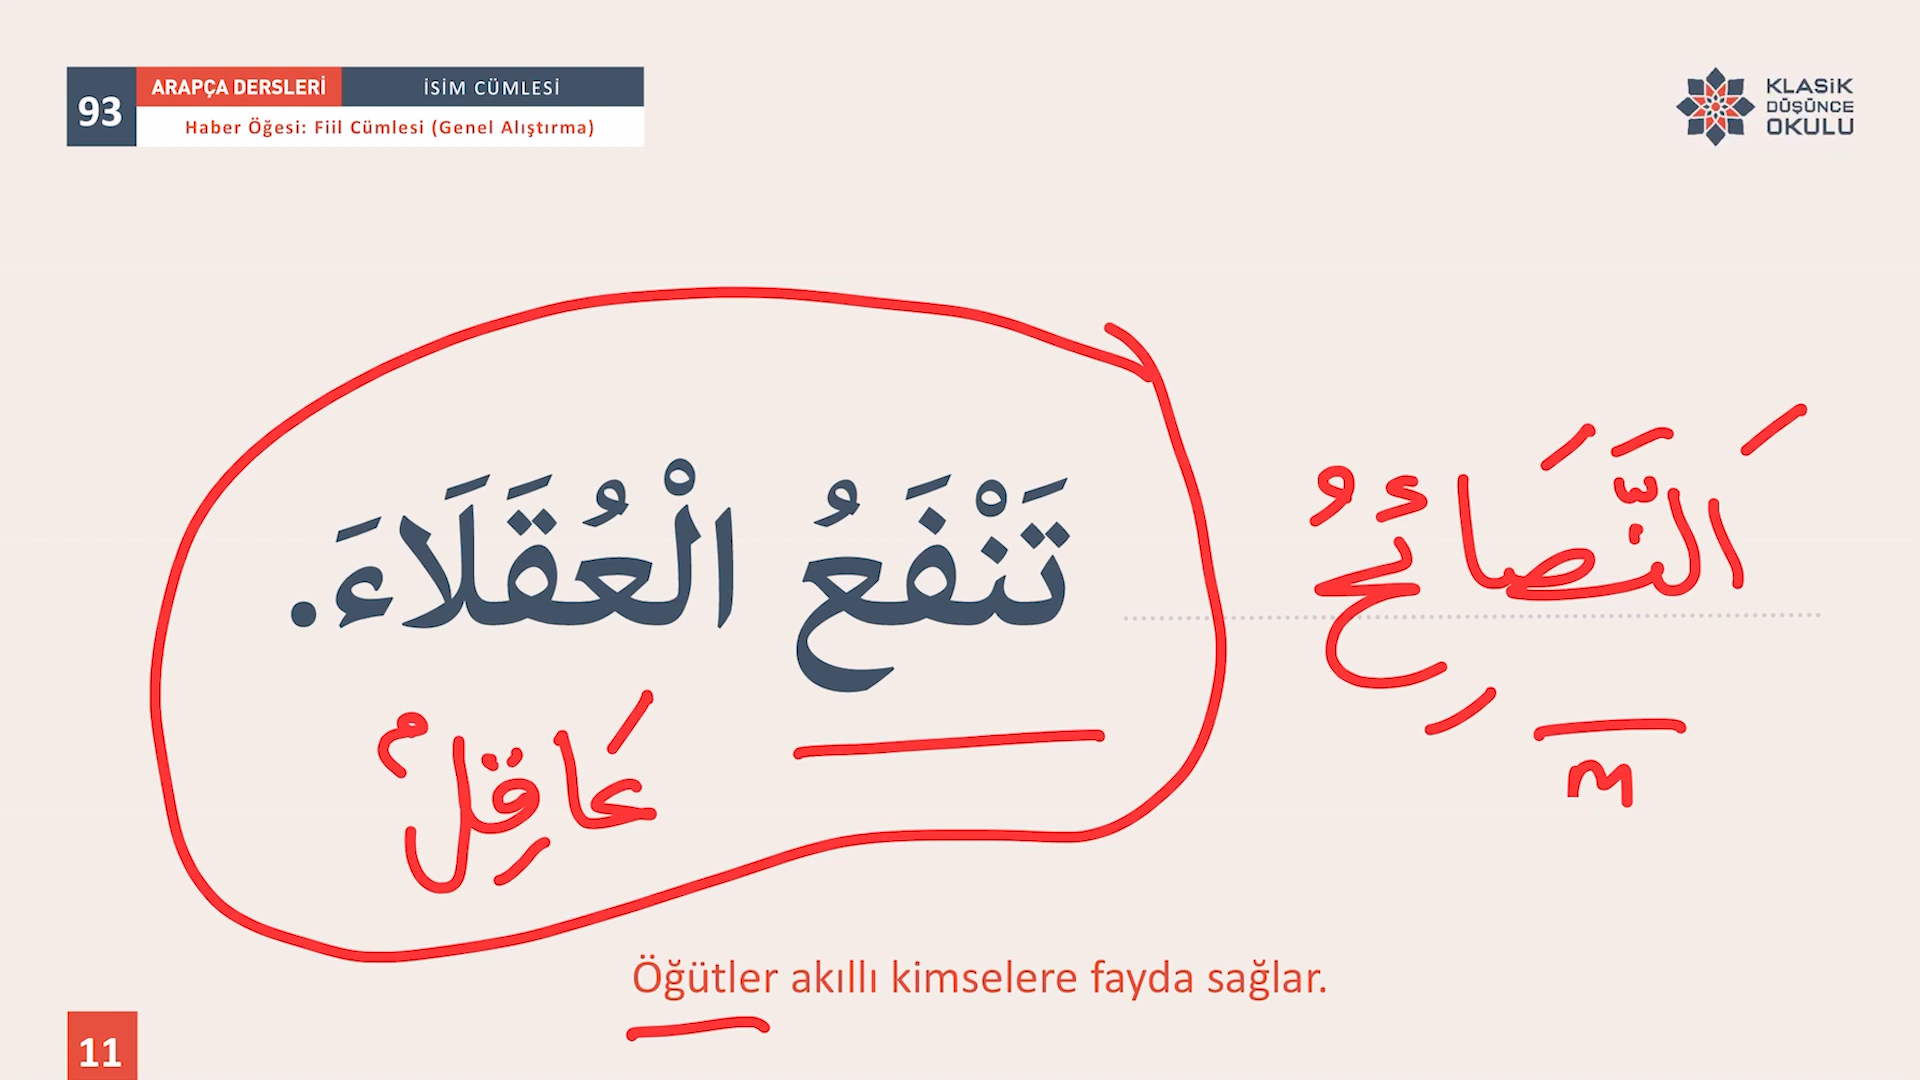 93
ARAPÇA DERSLERİ
İSİM CÜMLESİ
Haber Öğesi: Fiil Cümlesi (Genel Alıştırma)
KLASİK
DÜŞÜNCE
OKULU
اَلنَّصَائِحُ تَنْفَعُ الْعُقَلَاءَ.
عَاقِلٌ
م
Öğütler akıllı kimselere fayda sağlar.
11